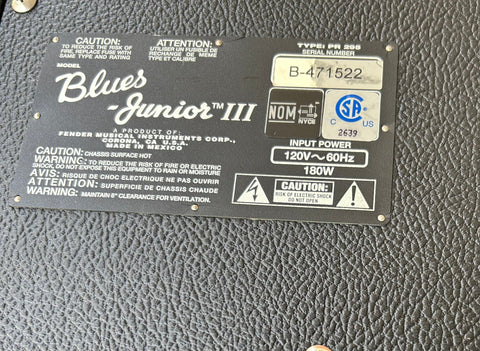 CAUTION:
TO REDUCE THE RISK OF
FIRE, REPLACE FUSE WITH
SAME TYPE AND RATING
ATTENTION:
UTILISER UN FUSIBLE DE
RECHANGE DE MEME
TYPE ET CALIBRE
TYPE: PR 295
SERIAL NUMBER
B-471522
MODEL
Blues
Junior™ III
NOM
NYCE
C US
2639
A PRODUCT OF:
FENDER MUSICAL INSTRUMENTS CORP.,
CORONA, CA U.S.A.
MADE IN MEXICO
INPUT POWER
120V~60Hz
180W
CAUTION: CHASSIS SURFACE HOT
WARNING: TO REDUCE THE RISK OF FIRE OR ELECTRIC
SHOCK, DO NOT EXPOSE THIS EQUIPMENT TO RAIN OR MOISTURE
AVIS: RISQUE DE CHOC ELECTRIQUE NE PAS OUVRIR
ATTENTION: SUPERFICIE DE CHASSIS CHAUDE
WARNING: MAINTAIN 6" CLEARANCE FOR VENTILATION.
CAUTION:
RISK OF ELECTRIC SHOCK
DO NOT OPEN